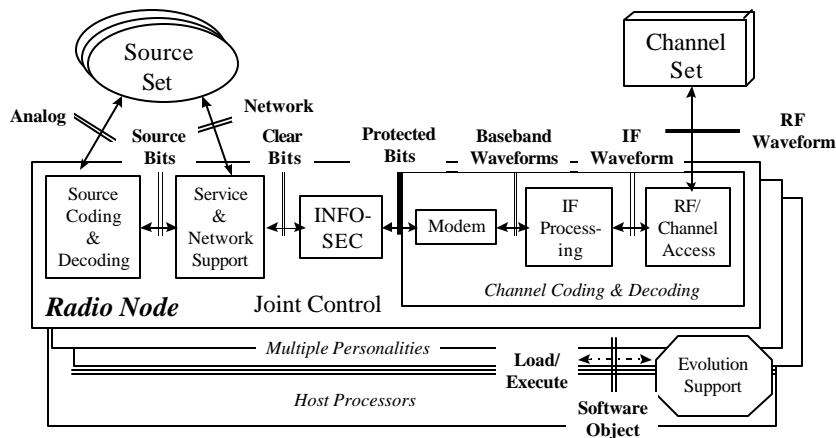 Source
Set
Channel
Set
Analog
Network
Source
Bits
Clear
Bits
Protected
Bits
Baseband
Waveforms
IF
Waveform
RF
Waveform
Source
Coding
&
Decoding
Service
&
Network
Support
INFO-
SEC
Modem
IF
Process-
ing
RF/
Channel
Access
Channel Coding & Decoding
Radio Node
Joint Control
Multiple Personalities
Load/
Execute
Evolution
Support
Host Processors
Software
Object